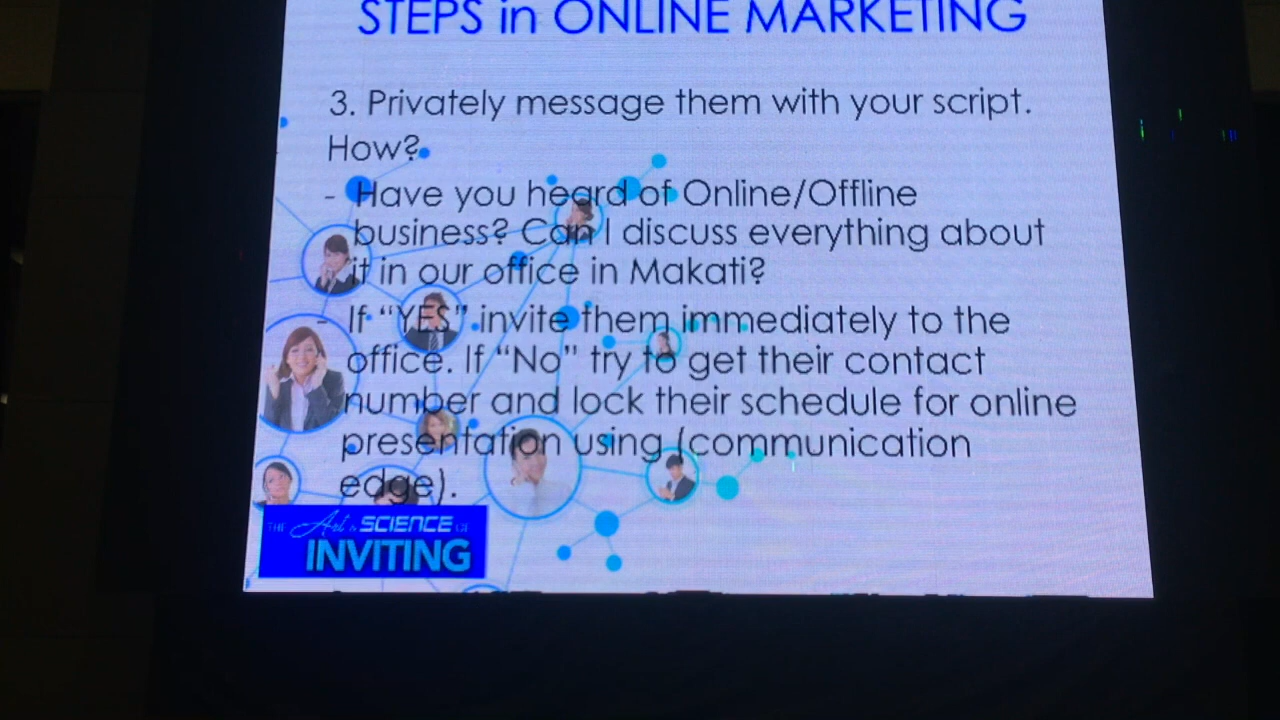 STEPS in ONLINE MARKETING
3. Privately message them with your script.
How?
- Have you heard of Online/Offline
business? Can I discuss everything about
it in our office in Makati?
- If “YES” invite them immediately to the
office. If “No” try to get their contact
number and lock their schedule for online
presentation using (communication
edge).
THE Art & SCIENCE OF
INVITING